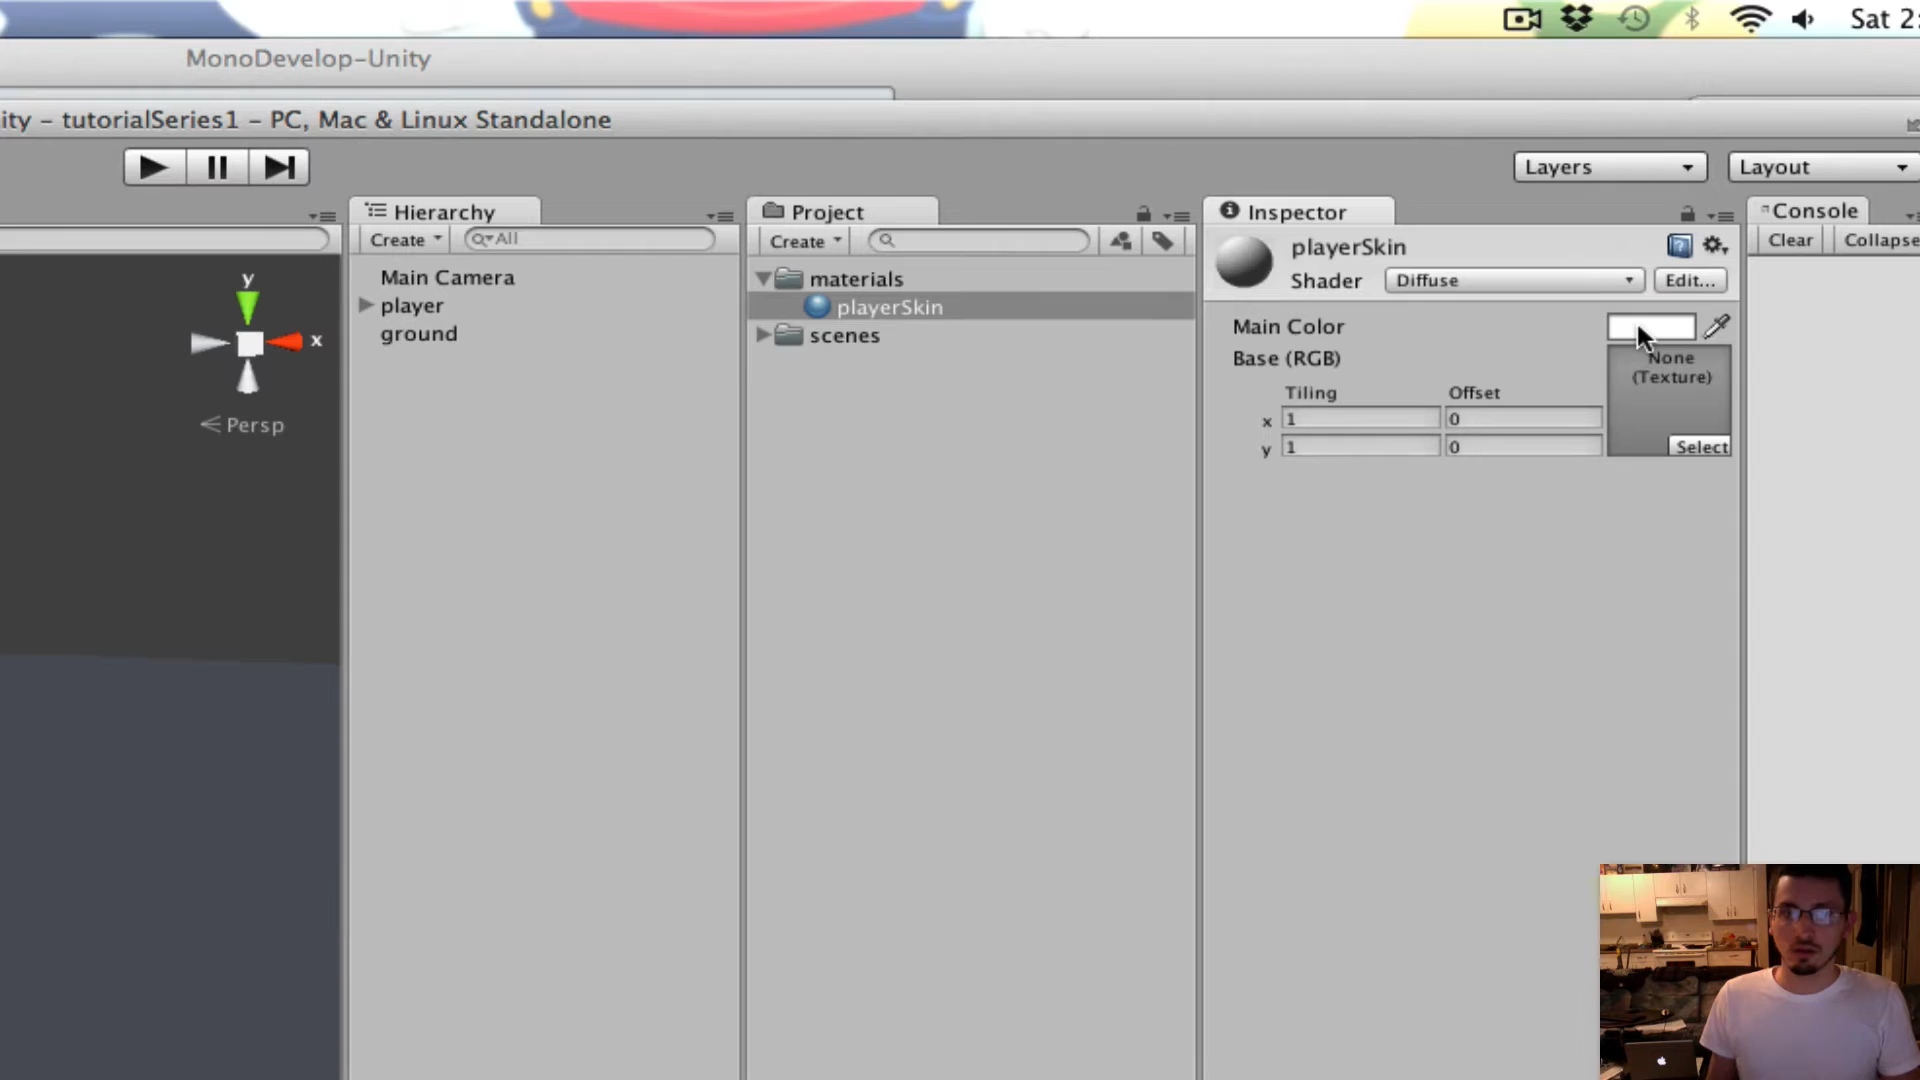 Sat 2:
MonoDevelop-Unity
ity - tutorialSeries1 - PC, Mac & Linux Standalone
Layers
Layout
Hierarchy
Project
Inspector
Console
Create
All
Create
playerSkin
Clear
Collapse
Main Camera
materials
Shader
Diffuse
Edit...
player
playerSkin
ground
scenes
Main Color
Base (RGB)
None
(Texture)
Tiling
Offset
x
1
0
y
1
0
Select
y
x
Persp